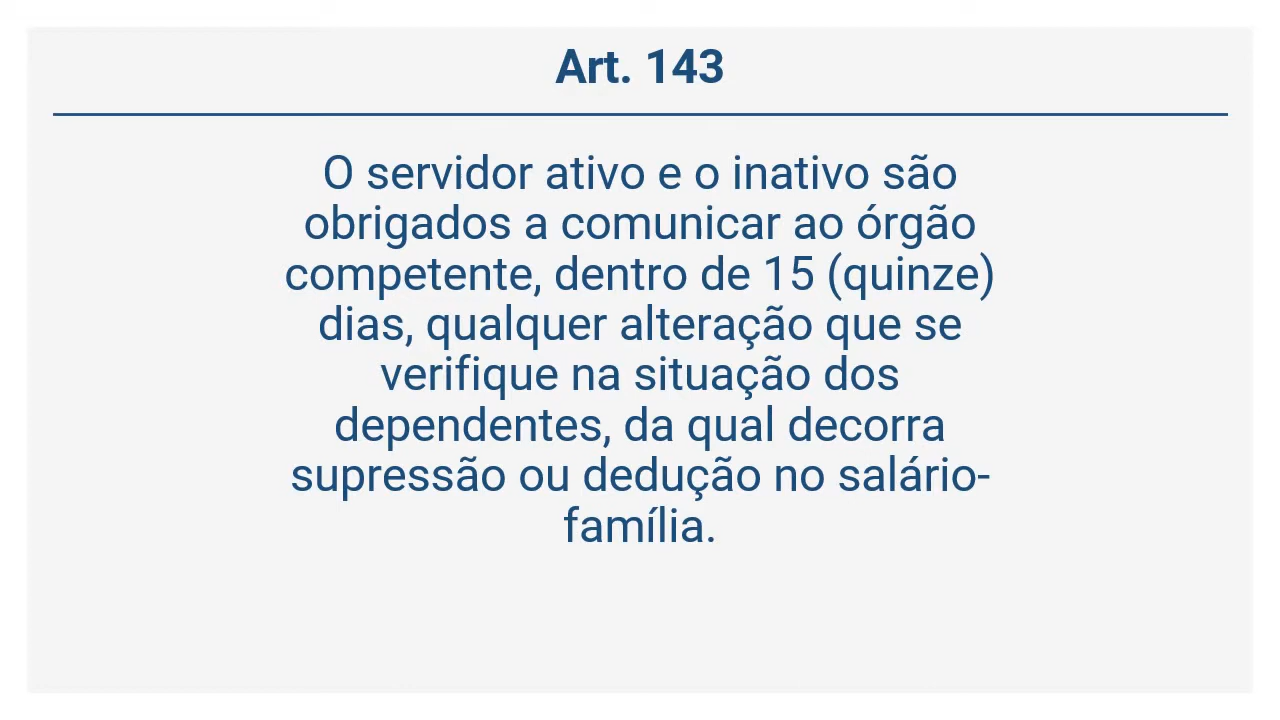 Art. 143
O servidor ativo e o inativo são
obrigados a comunicar ao órgão
competente, dentro de 15 (quinze)
dias, qualquer alteração que se
verifique na situação dos
dependentes, da qual decorra
supressão ou dedução no salário-
família.